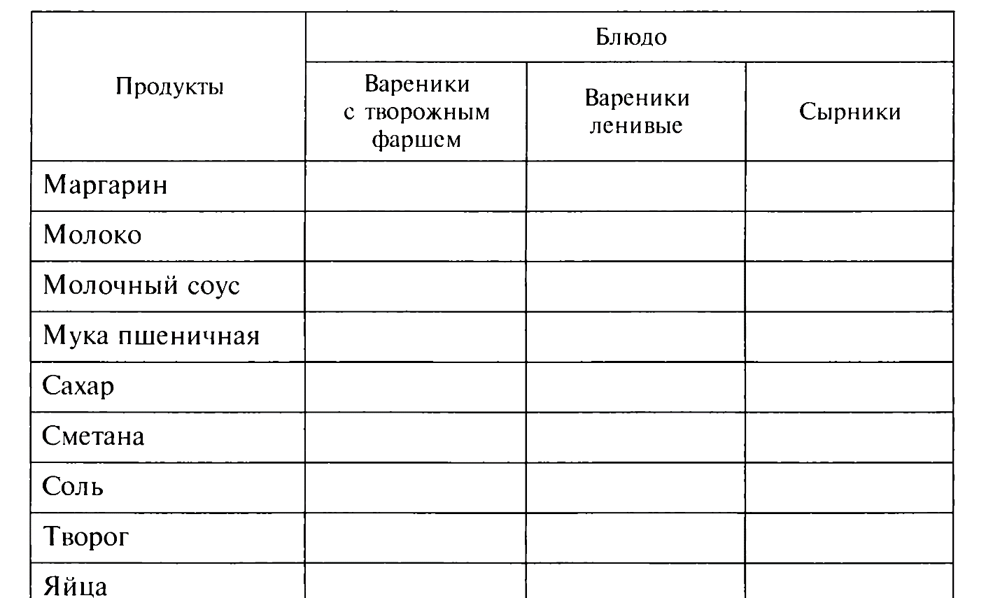 Блюдо
Продукты
Вареники
с творожным
фаршем
Вареники
ленивые
Сырники
Маргарин
Молоко
Молочный соус
Мука пшеничная
Сахар
Сметана
Соль
Творог
Яйца